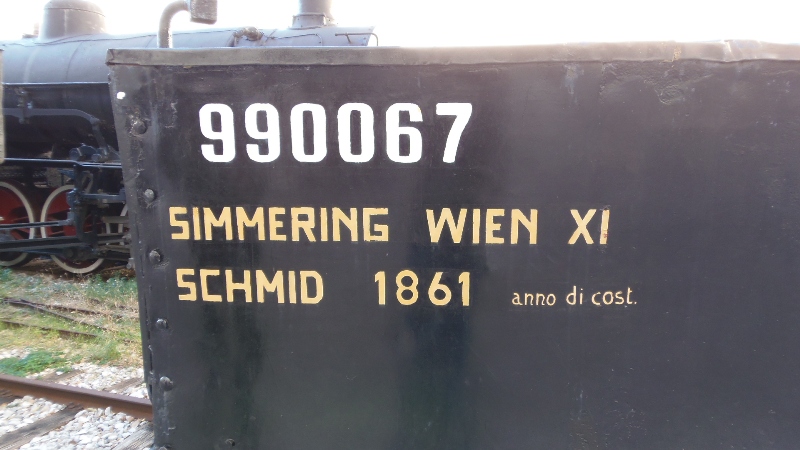 990067
SIMMERING WIEN XI
SCHMID 1861 anno di cost.